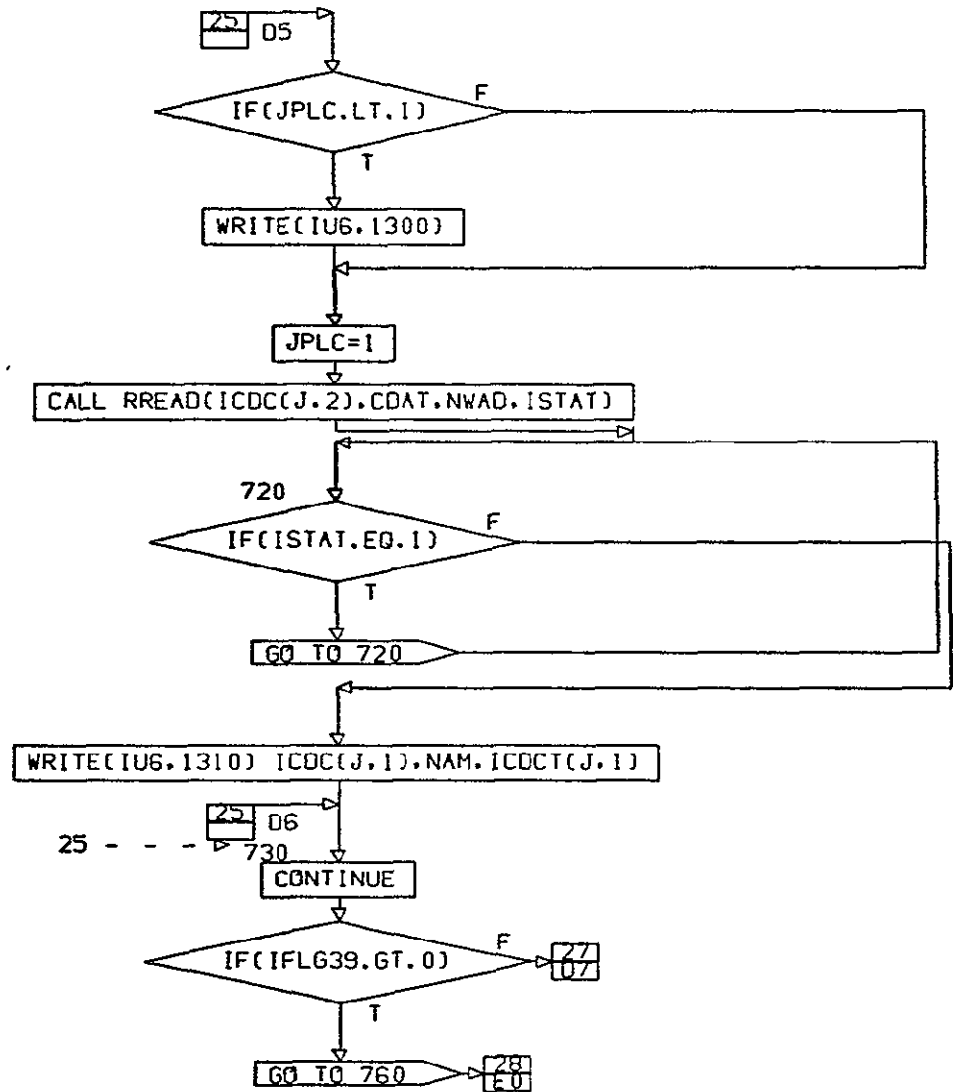 25 D5
IF(JPLC.LT.1) F
T
WRITE(IU6.1300)
JPLC=1
CALL RREAD(ICDC(J.2).CDAT.NWAD.ISTAT)
720
IF(ISTAT.EQ.1) F
T
GO TO 720
WRITE(IU6.1310) ICDC(J.1).NAM.ICDCT(J.1)
25 D6
25 - - - 730
CONTINUE
IF(IFLG39.GT.0) F 27
D7
T
GO TO 760 28
E0